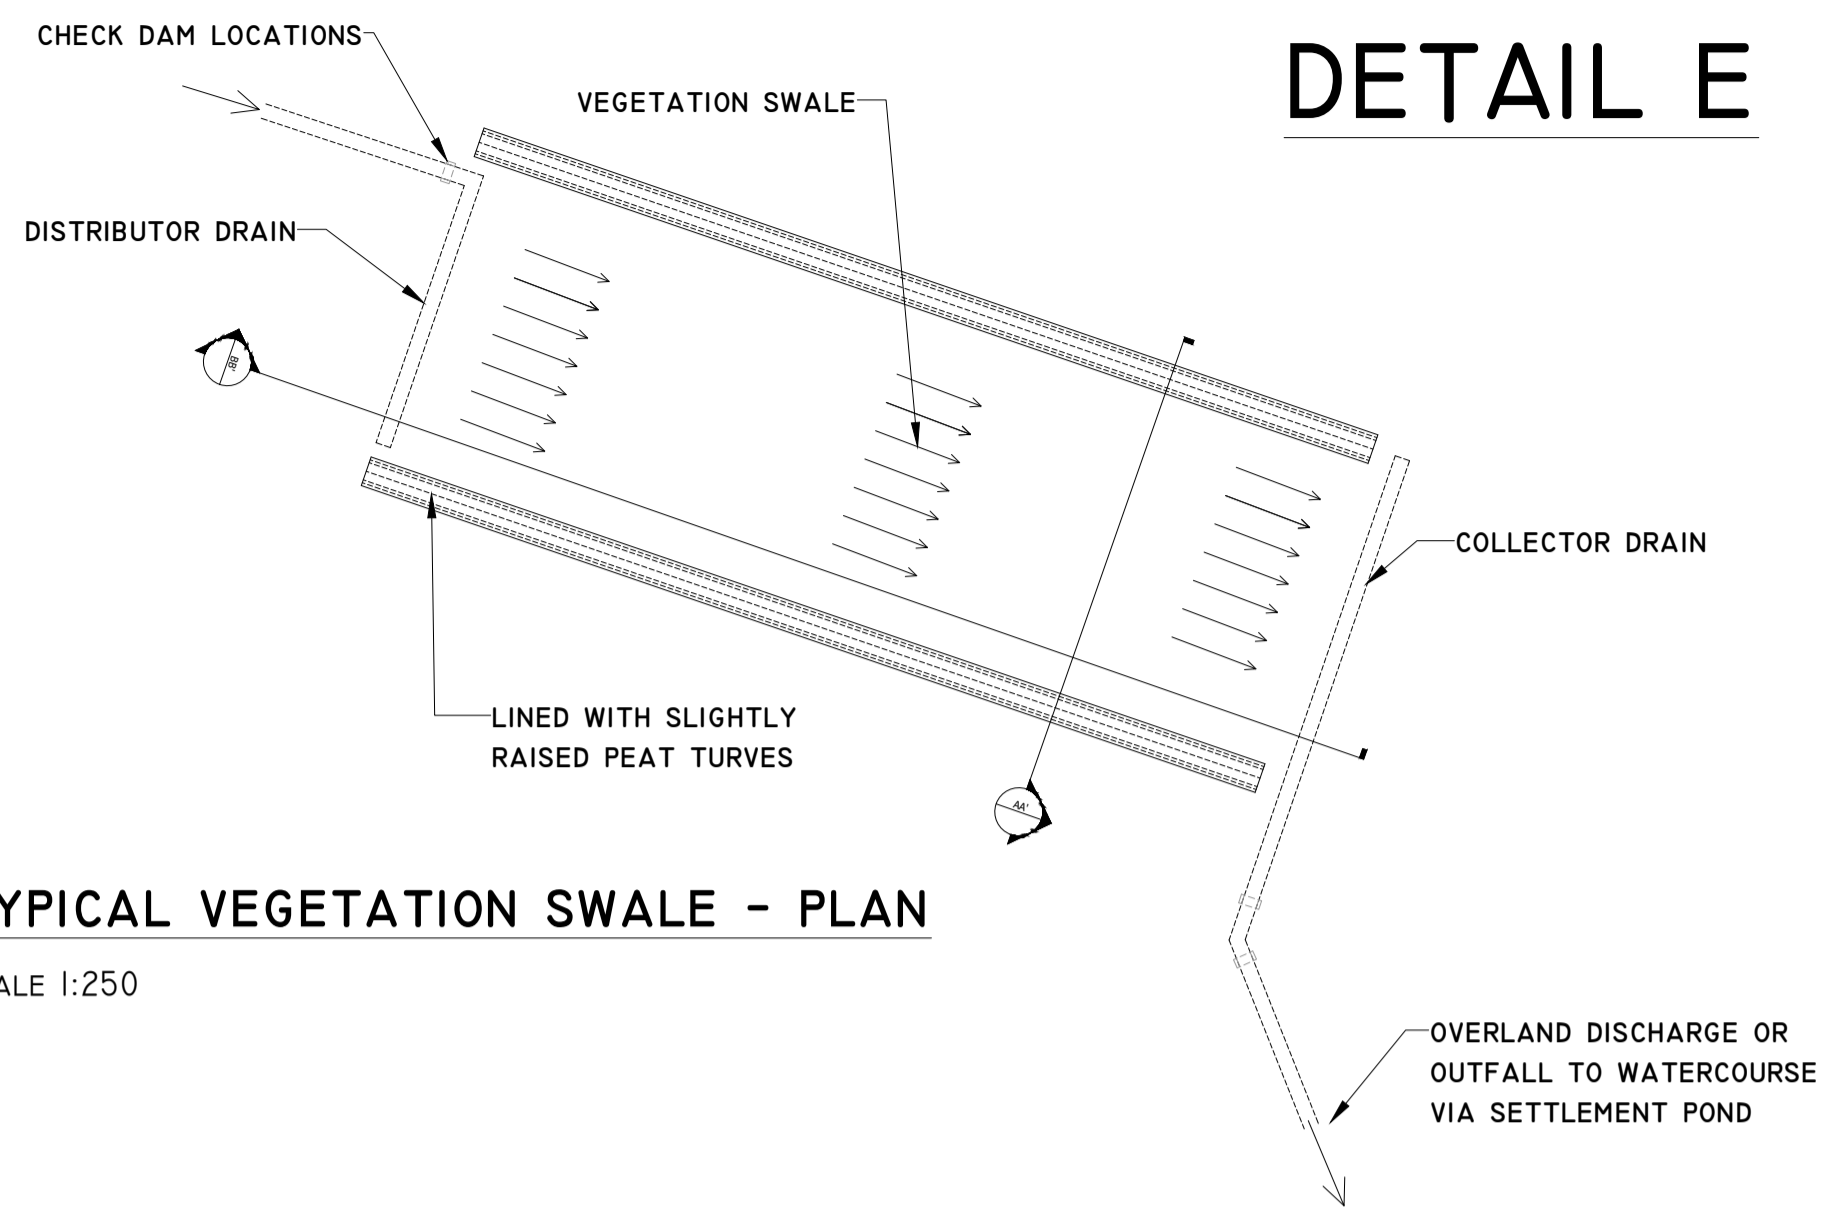 CHECK DAM LOCATIONS
DETAIL E
VEGETATION SWALE
DISTRIBUTOR DRAIN
BB'
COLLECTOR DRAIN
LINED WITH SLIGHTLY
RAISED PEAT TURVES
AA'
YPICAL VEGETATION SWALE - PLAN
ALE 1:250
OVERLAND DISCHARGE OR
OUTFALL TO WATERCOURSE
VIA SETTLEMENT POND